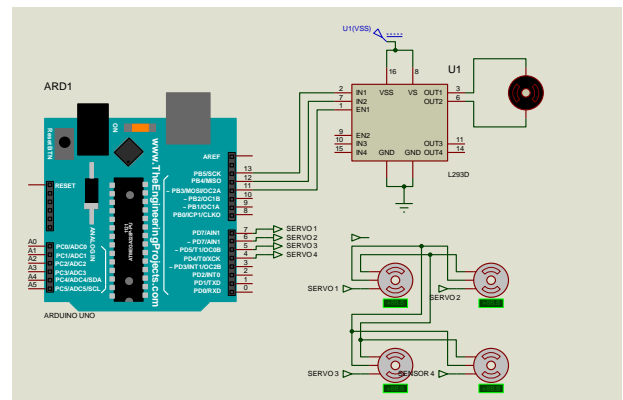 U1(VSS)
ARD1
U1
ON
Reset BTN
www.TheEngineeringProjects.com
ANALOG IN
RESET
AREF
PB5/SCK 13
PB4/MISO 12
~ PB3/MOSI/OC2A 11
~ PB2/OC1B 10
~ PB1/OC1A 9
PB0/ICP1/CLKO 8
PD7/AIN1 7
~ PD7/AIN1 6
~ PD5/T1/OC0B 5
PD4/T0/XCK 4
~ PD3/INT1/OC2B 3
PD2/INT0 2
PD1/TXD 1
PD0/RXD 0
A0 PC0/ADC0
A1 PC1/ADC1
A2 PC2/ADC2
A3 PC3/ADC3
A4 PC4/ADC4/SDA
A5 PC5/ADC5/SCL
ARDUINO UNO
SERVO 1
SERVO 2
SERVO 3
SERVO 4
16 8
2 IN1 VSS VS OUT1 3
7 IN2 OUT2 6
1 EN1
9 EN2
10 IN3 OUT3 11
15 IN4 GND GND OUT4 14
L293D
SERVO 1
SERVO 2
SERVO 3
SENSOR 4